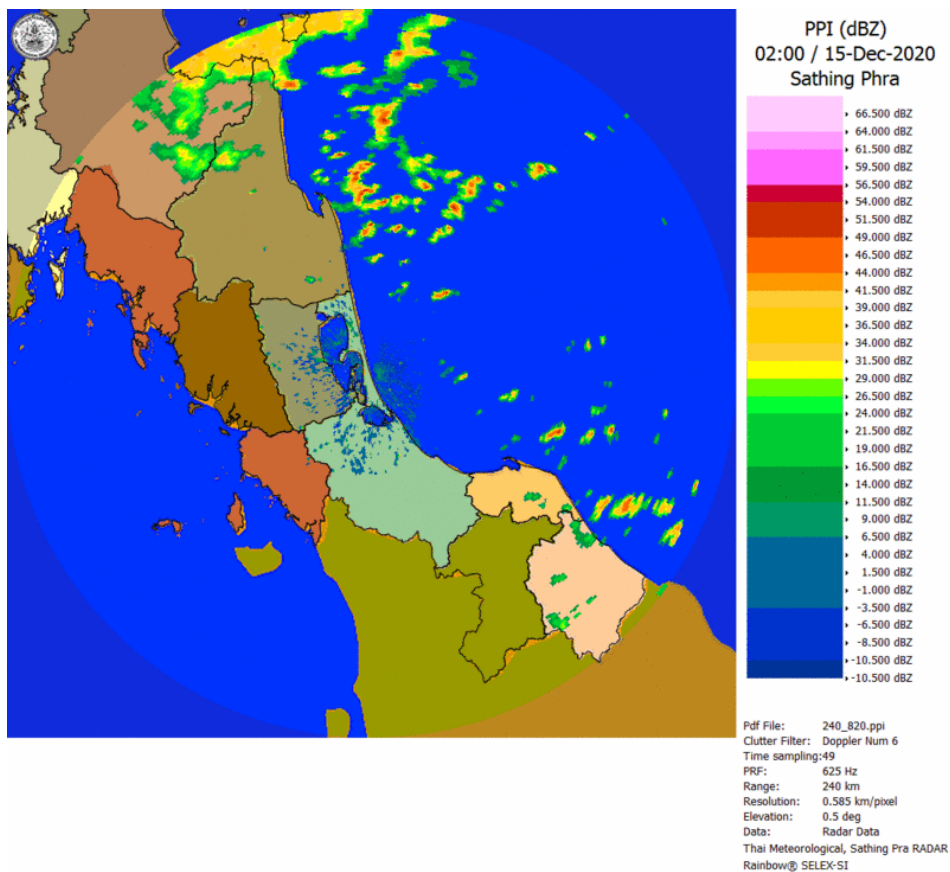 PPI (dBZ)
02:00 / 15-Dec-2020
Sathing Phra
66.500 dBZ
64.000 dBZ
61.500 dBZ
59.500 dBZ
56.500 dBZ
54.000 dBZ
51.500 dBZ
49.000 dBZ
46.500 dBZ
44.000 dBZ
41.500 dBZ
39.000 dBZ
36.500 dBZ
34.000 dBZ
31.500 dBZ
29.000 dBZ
26.500 dBZ
24.000 dBZ
21.500 dBZ
19.000 dBZ
16.500 dBZ
14.000 dBZ
11.500 dBZ
9.000 dBZ
6.500 dBZ
4.000 dBZ
1.500 dBZ
-1.000 dBZ
-3.500 dBZ
-6.500 dBZ
-8.500 dBZ
-10.500 dBZ
-10.500 dBZ
Pdf File: 240_820.ppi
Clutter Filter: Doppler Num 6
Time sampling:49
PRF: 625 Hz
Range: 240 km
Resolution: 0.585 km/pixel
Elevation: 0.5 deg
Data: Radar Data
Thai Meteorological, Sathing Pra RADAR
Rainbow® SELEX-SI